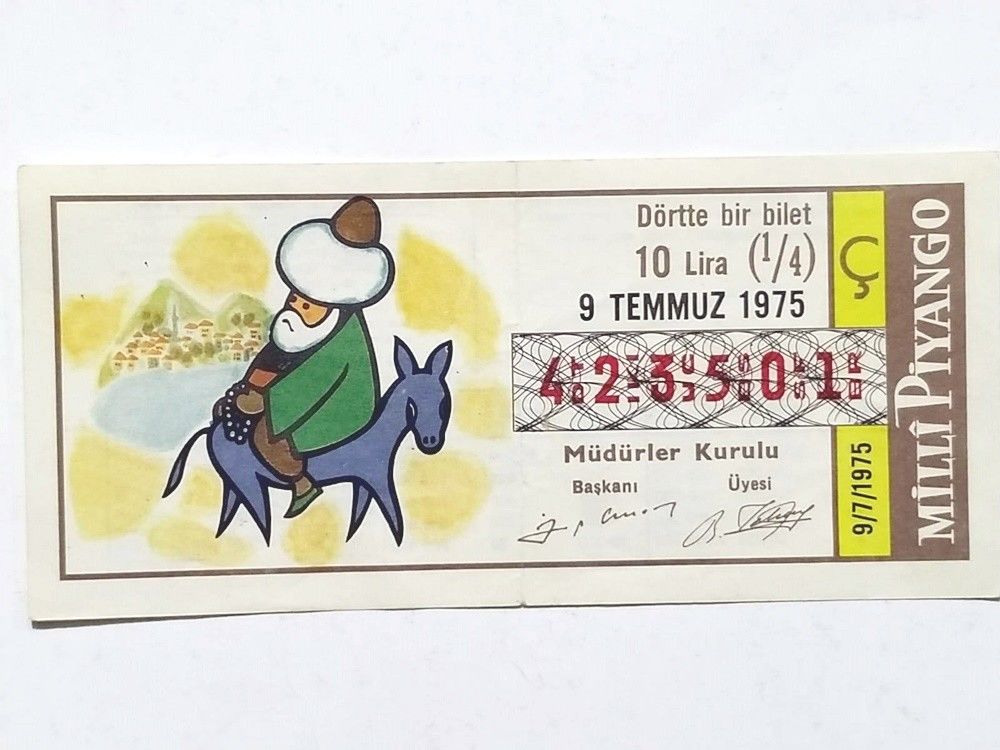 Dörtte bir bilet
10 Lira (1/4)
9 TEMMUZ 1975
423501
Müdürler Kurulu
Başkanı Üyesi
Ç
9/7/1975
MİLLÎ PİYANGO